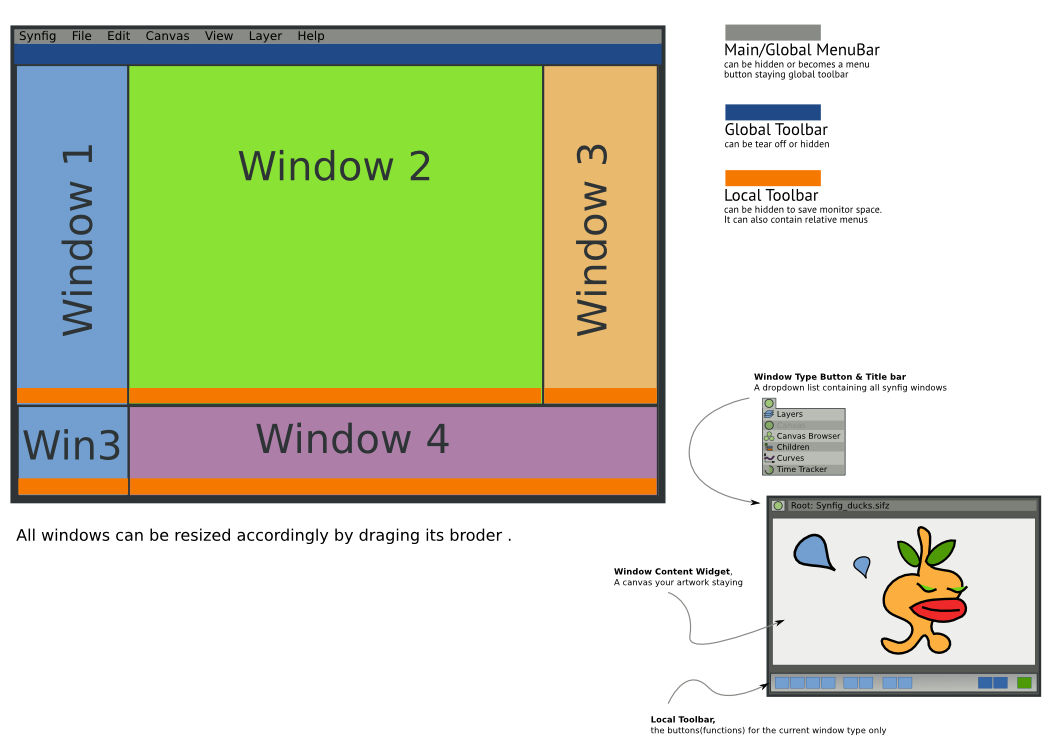 Synfig File Edit Canvas View Layer Help
Window 1
Window 2
Window 3
Win3
Window 4
All windows can be resized accordingly by draging its broder .
Main/Global MenuBar
can be hidden or becomes a menu
button staying global toolbar
Global Toolbar
can be tear off or hidden
Local Toolbar
can be hidden to save monitor space.
It can also contain relative menus
Window Type Button & Title bar
A dropdown list containing all synfig windows
Layers
Canvas
Canvas Browser
Children
Curves
Time Tracker
Root: Synfig_ducks.sifz
Window Content Widget,
A canvas your artwork staying
Local Toolbar,
the buttons(functions) for the current window type only